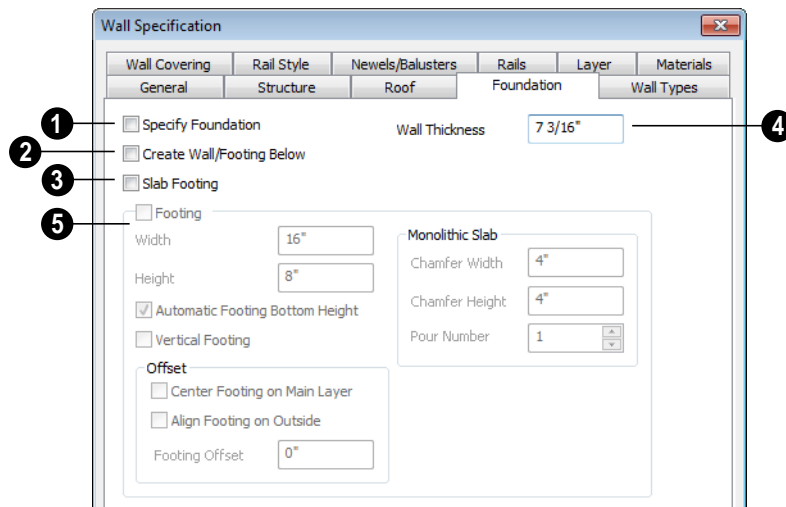 Wall Specification
Wall Covering Rail Style Newels/Balusters Rails Layer Materials
General Structure Roof Foundation Wall Types
1 Specify Foundation Wall Thickness 7 3/16" 4
2 Create Wall/Footing Below
3 Slab Footing
5 Footing
Width 16" Monolithic Slab
Chamfer Width 4"
Height 8"
Chamfer Height 4"
Automatic Footing Bottom Height
Pour Number 1
Vertical Footing
Offset
Center Footing on Main Layer
Align Footing on Outside
Footing Offset 0"